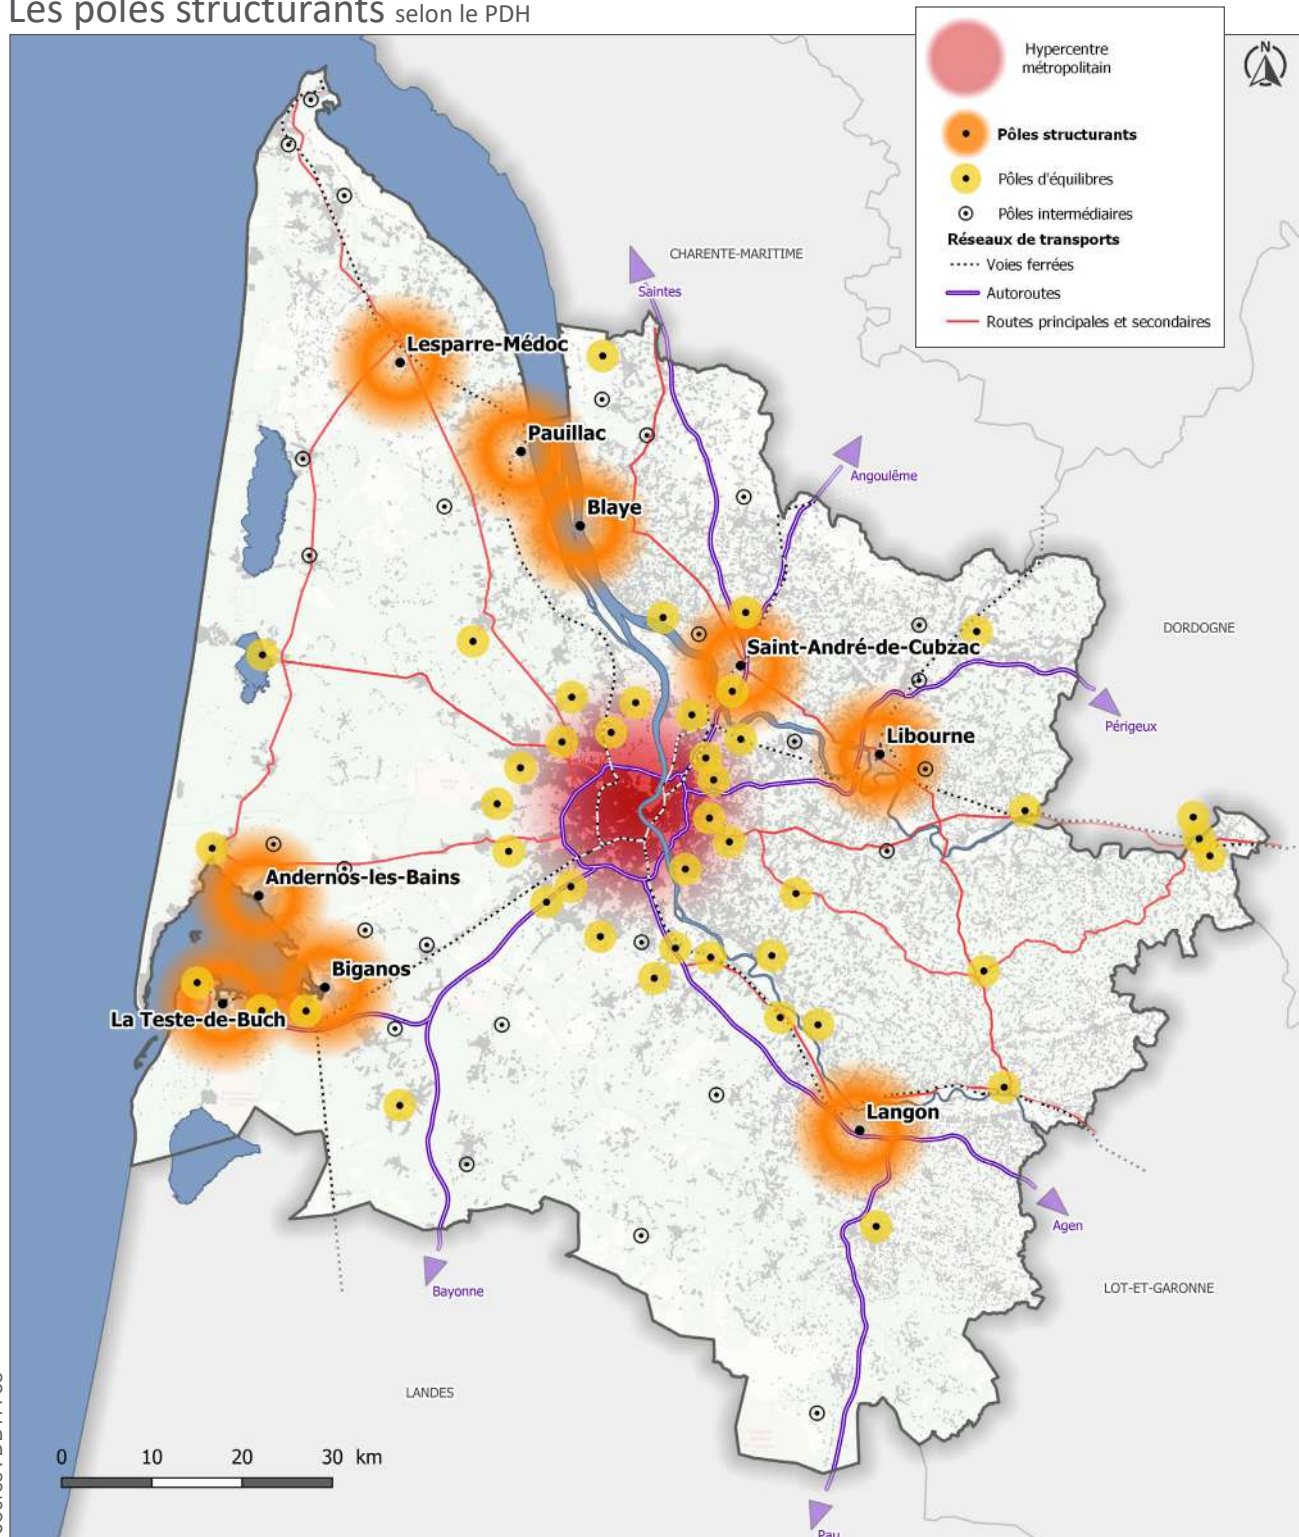 Les pôles structurants selon le PDH
Hypercentre
métropolitain
N
Pôles structurants
Pôles d'équilibres
Pôles intermédiaires
Réseaux de transports
Voies ferrées
Autoroutes
Routes principales et secondaires
CHARENTE-MARITIME
Saintes
Lesparre-Médoc
Pauillac
Angoulême
Blaye
DORDOGNE
Saint-André-de-Cubzac
Périgeux
Libourne
Andernos-les-Bains
Biganos
La Teste-de-Buch
Langon
Agen
Bayonne
LOT-ET-GARONNE
LANDES
0 10 20 30 km
Pau